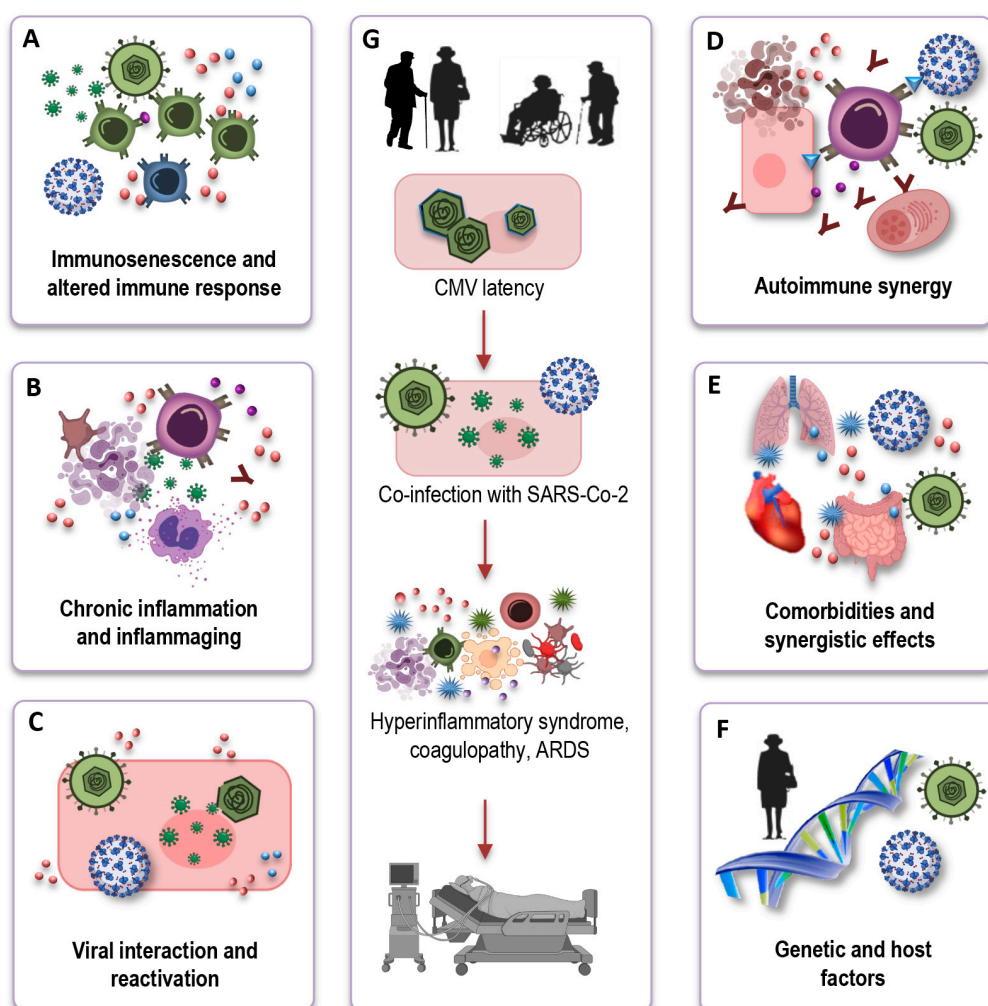 A
Immunosenescence and
altered immune response
B
Chronic inflammation
and inflammaging
C
Viral interaction and
reactivation
G
CMV latency
Co-infection with SARS-Co-2
Hyperinflammatory syndrome,
coagulopathy, ARDS
D
Autoimmune synergy
E
Comorbidities and
synergistic effects
F
Genetic and host
factors